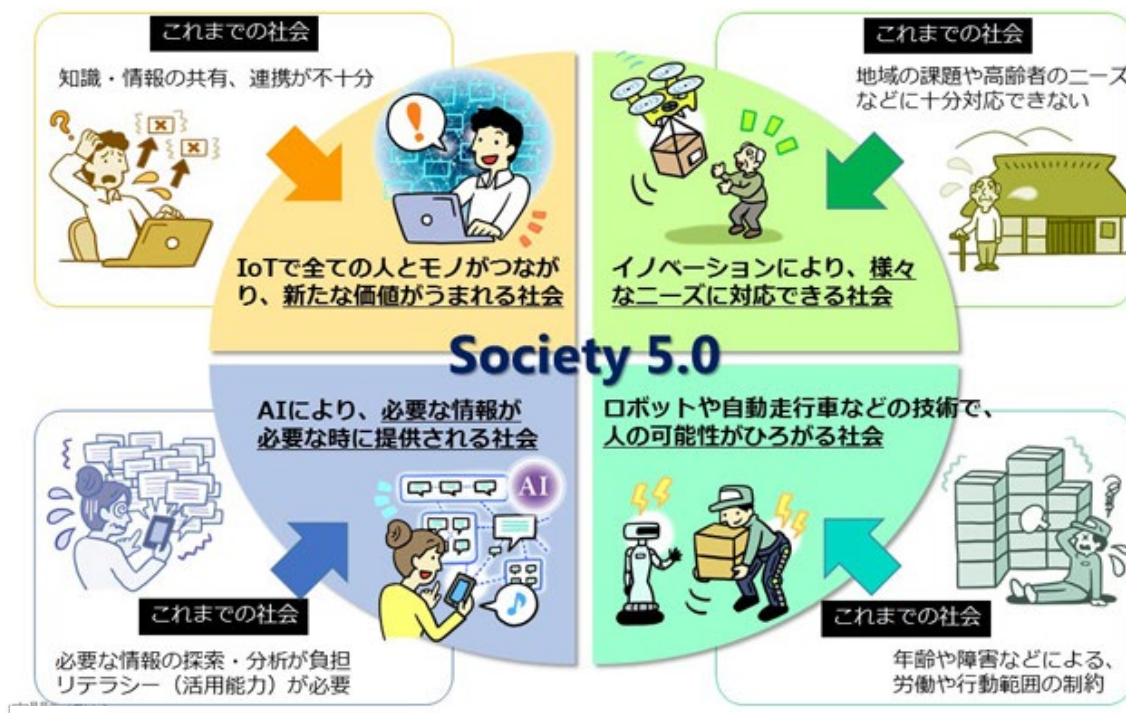 これまでの社会
知識・情報の共有、連携が不十分
IoTで全ての人とモノがつなが
り、新たな価値がうまれる社会
これまでの社会
地域の課題や高齢者のニーズ
などに十分対応できない
イノベーションにより、様々
なニーズに対応できる社会
Society 5.0
AIにより、必要な情報が
必要な時に提供される社会
AI
これまでの社会
必要な情報の探索・分析が負担
リテラシー（活用能力）が必要
ロボットや自動走行車などの技術で、
人の可能性がひろがる社会
これまでの社会
年齢や障害などによる、
労働や行動範囲の制約